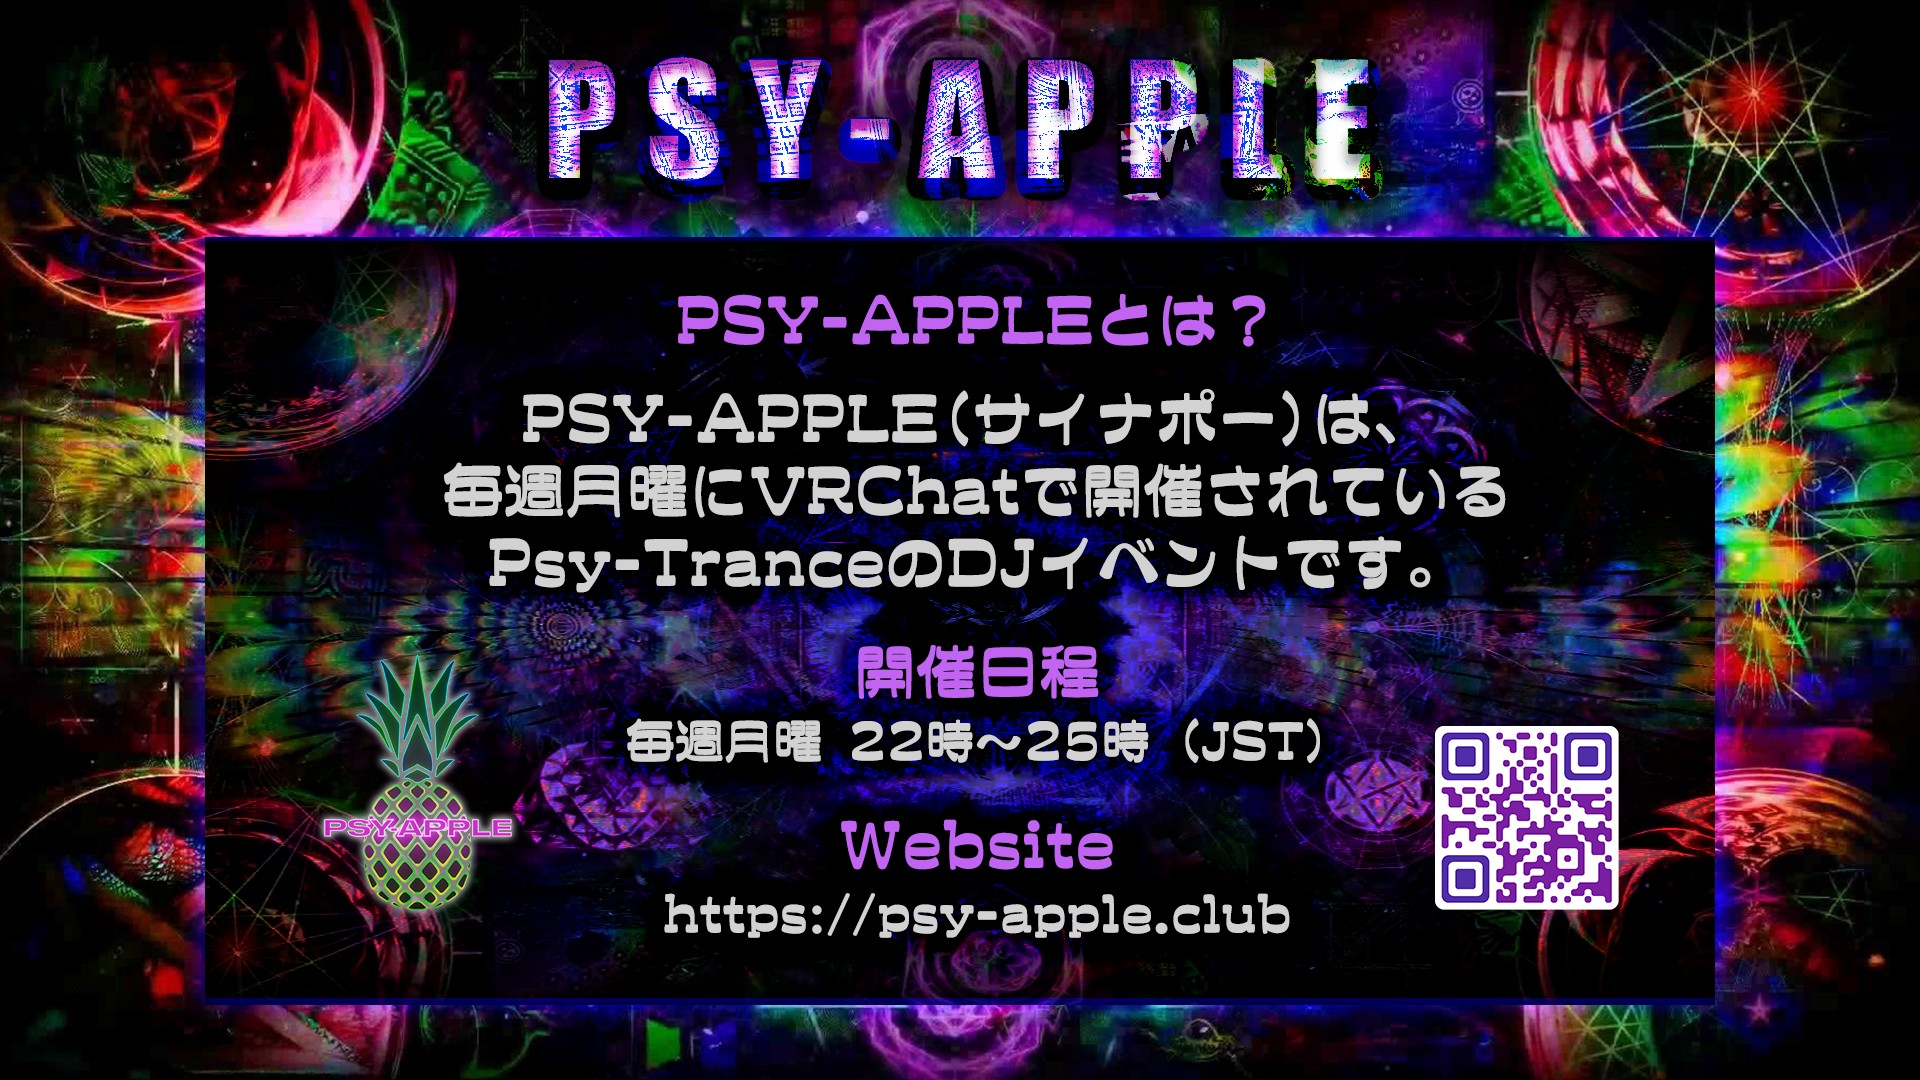 PSY-APPLE
PSY-APPLEとは？
PSY-APPLE(サイナポー)は、
毎週月曜にVRChatで開催されている
Psy-TranceのDJイベントです。
開催日程
毎週月曜 22時～25時 (JST)
PSY-APPLE
Website
https://psy-apple.club